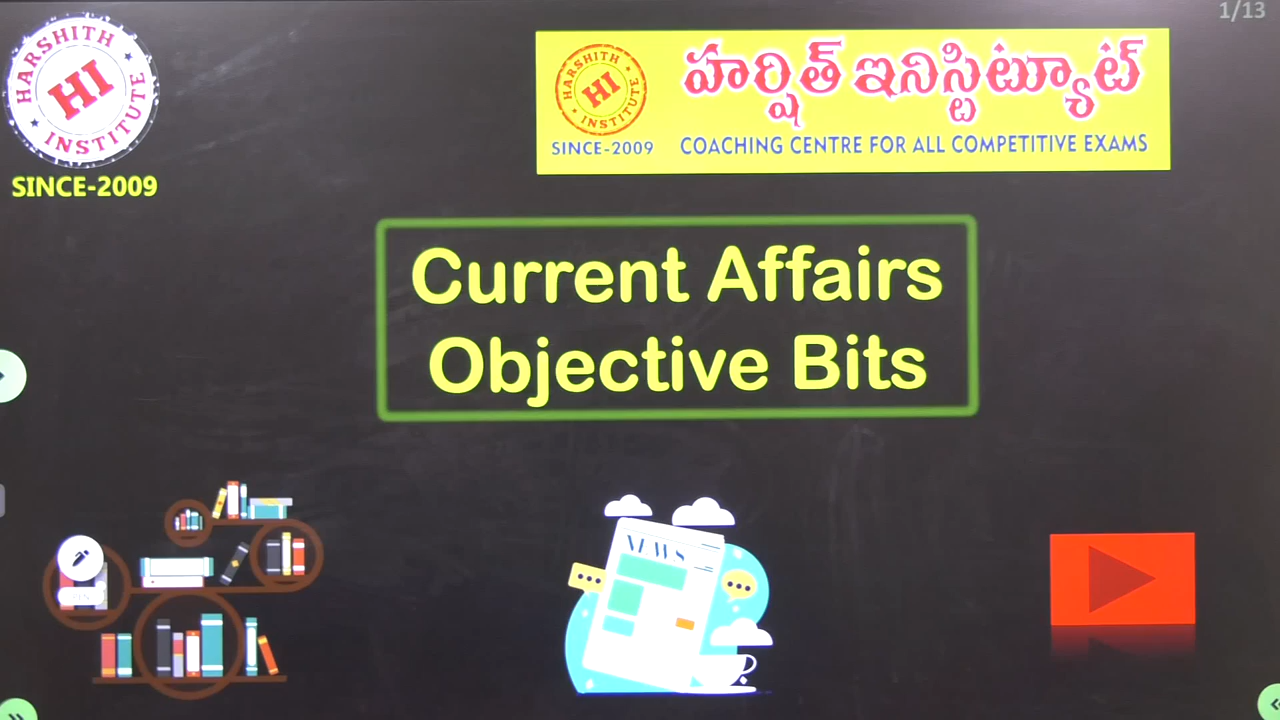 1/13
HARSHITH
HI
INSTITUTE
SINCE-2009
హర్షిత్ ఇనిస్టిట్యూట్
HARSHITH
HI
INSTITUTE
SINCE-2009
COACHING CENTRE FOR ALL COMPETITIVE EXAMS
Current Affairs
Objective Bits
NEWS
PEN